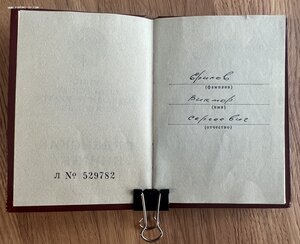 Л № 529782
(фамилия)
Виктор
(имя)
Сергеевич
(отчество)